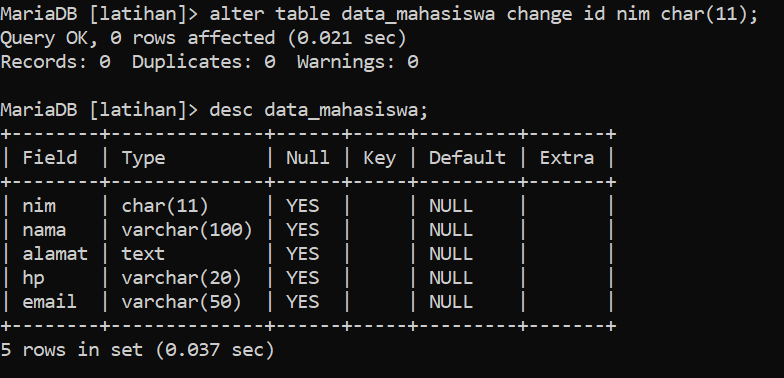 MariaDB [latihan]> alter table data_mahasiswa change id nim char(11);
Query OK, 0 rows affected (0.021 sec)
Records: 0  Duplicates: 0  Warnings: 0

MariaDB [latihan]> desc data_mahasiswa;
+--------+--------------+------+-----+---------+-------+
| Field  | Type         | Null | Key | Default | Extra |
+--------+--------------+------+-----+---------+-------+
| nim    | char(11)     | YES  |     | NULL    |       |
| nama   | varchar(100) | YES  |     | NULL    |       |
| alamat | text         | YES  |     | NULL    |       |
| hp     | varchar(20)  | YES  |     | NULL    |       |
| email  | varchar(50)  | YES  |     | NULL    |       |
+--------+--------------+------+-----+---------+-------+
5 rows in set (0.037 sec)